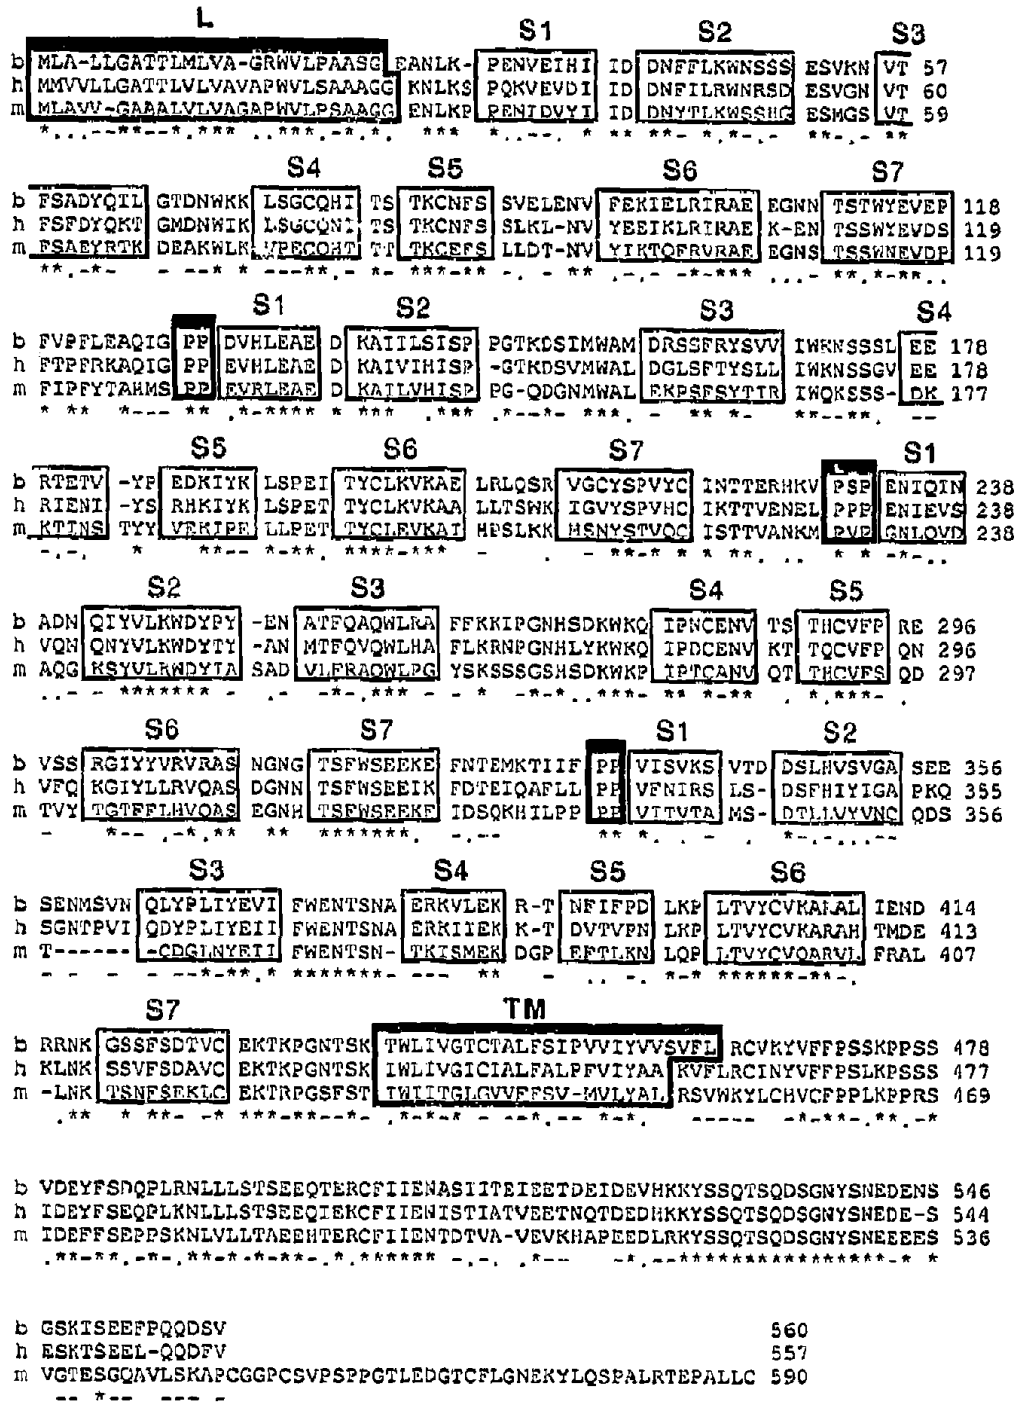 L S1 S2 S3
b MLA-LLGATTLMLVA-GRWVLPAASG EANLK- PENVEIHI ID DNFFLKWNSSS ESVKN VT 57
h MMVVLLGATTLVLVAVAPWVLSAAAGG KNLKS PQKVEVDI ID DNFILRWNRSD ESVGN VT 60
m MLAVV-GAAALVLVAGAPWVLPSAAGG ENLKP PENIDVYI ID DNYTLKWSSHG ESMGS VT 59
S4 S5 S6 S7
b FSADYQIL GTDNWKK LSGCQHI TS TKCNFS SVELENV FEKIELRIRAE EGNN TSTWYEVEP 118
h FSFDYQKT GMDNWIK LSGCQNI TS TKCNFS SLKL-NV YEEIKLRIRAE K-EN TSSWYEVDS 119
m FSAEYRTK DEAKWLK VPECQHT TT TKCEFS LLDT-NV YIKTQFRVRAE EGNS TSSWNEVDP 119
S1 S2 S3 S4
b FVPFLEAQIG PP DVHLEAE D KAIILSISP PGTKDSIMWAM DRSSFRYSVV IWKNSSSL EE 178
h FTPFRKAQIG PP EVHLEAE D KAIVIHISP -GTKDSVMWAL DGLSFTYSLL IWKNSSGV EE 178
m FIPFYTAHMS PP EVRLEAE D KAILVHISP PG-QDGNMWAL EKPSFSYTIR IWQKSSS- DK 177
S5 S6 S7 L S1
b RTETV -YP EDKIYK LSPEI TYCLKVKAE LRLQSR VGCYSPVYC INTTERHKV PSP ENIQIN 238
h RIENI -YS RHKIYK LSPET TYCLKVKAA LLTSWK IGVYSPVHC IKTTVENEL PPP ENIEVS 238
m KTINS TYY VEKIPE LLPET TYCLEVKAI HPSLKK HSNYSTVQC ISTTVANKM PVP GNLQVD 238
S2 S3 S4 S5
b ADN QIYVLKWDYPY -EN ATFQAQWLRA FFKKIPGNHSDKWKQ IPNCENV TS THCVFP RE 296
h VQN QNYVLKWDYTY -AN MTFQVQWLHA FLKRNPGNHLYKWKQ IPDCENV KT TQCVFP QN 296
m AQG KSYVLKWDYIA SAD VLFRAQWLPG YSKSSSGSHSDKWKP IPTCANV QT THCVFS QD 297
S6 S7 S1 S2
b VSS RGIYYVRVRAS NGNG TSFWSEEKE FNTEMKTIIF PP VISVKS VTD DSLHVSVGA SEE 356
h VFQ KGIYLLRVQAS DGNN TSFWSEEIK FDTEIQAFLL PP VFNIRS LS- DSFHIYIGA PKQ 355
m TVY TGTFFLHVQAS EGNH TSFWSEEKF IDSQKHILPP PP VITVTA MS- DTLLVYVNC QDS 356
S3 S4 S5 S6
b SENMSVN QLYPLIYEVI FWENTSNA ERKVLEK R-T NFIFPD LKP LTVYCVKARAL IEND 414
h SGNTPVI QDYPLIYEII FWENTSNA ERKIIEK K-T DVTVPN LKP LTVYCVKARAH TMDE 413
m T------ -CDGLNYEII FWENTSN- TKISMEK DGP EFTLKN LQP LTVYCVQARVL FRAL 407
S7 TM
b RRNK GSSFSDTVC EKTKPGNTSK TWLIVGTCTALFSIPVVIYVVSVFL RCVKYVFFPSSKPPSS 478
h KLNK SSVFSDAVC EKTKPGNTSK IWLIVGICIALFALPFVIYAA KVFLRCINYVFFPSLKPSSS 477
m -LNK TSNFSEKLC EKTRPGSFST IWIITGLGVVFFSV-MVLYAL RSVWKYLCHVCFPPLKPPRS 469
b VDEYFSDQPLRNLLLSTSEEQTERCFIIENASIITEIEETDEIDEVHKKYSSQTSQDSGNYSNEDENS 546
h IDEYFSEQPLKNLLLSTSEEQIEKCFIIENISTIATVEETNQTDEDHKKYSSQTSQDSGNYSNEDE-S 544
m IDEFFSEPPSKNLVLLTAEEHTERCFIIENTDTVA-VEVKHAPEEDLRKYSSQTSQDSGNYSNEEEES 536
b GSKISEEFPQQDSV 560
h ESKTSEEL-QQDFV 557
m VGTESGQAVLSKAPCGGPCSVPSPPGTLEDGTCFLGNEKYLQSPALRTEPALLC 590